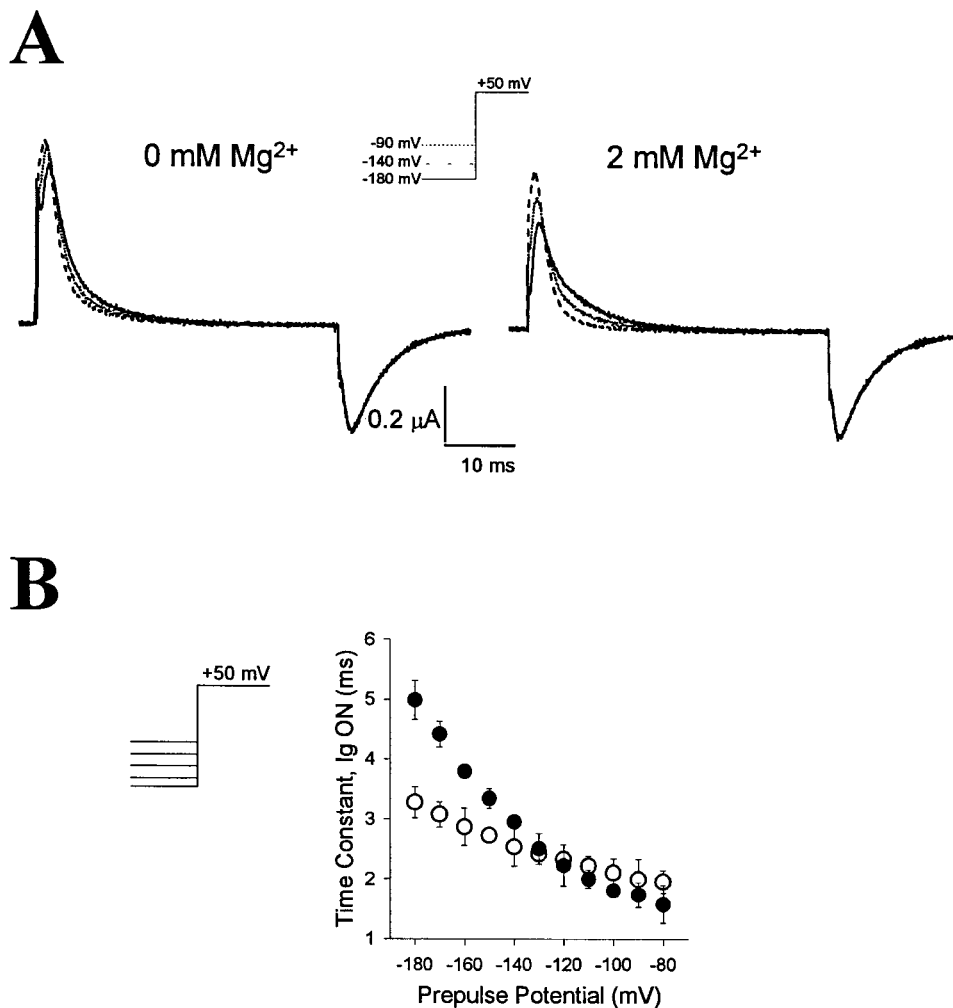 A
+50 mV
0 mM Mg²⁺
-90 mV
-140 mV
-180 mV
2 mM Mg²⁺
0.2 µA
10 ms
B
+50 mV
6
5
4
3
2
1
Time Constant, Ig ON (ms)
-180 -160 -140 -120 -100 -80
Prepulse Potential (mV)